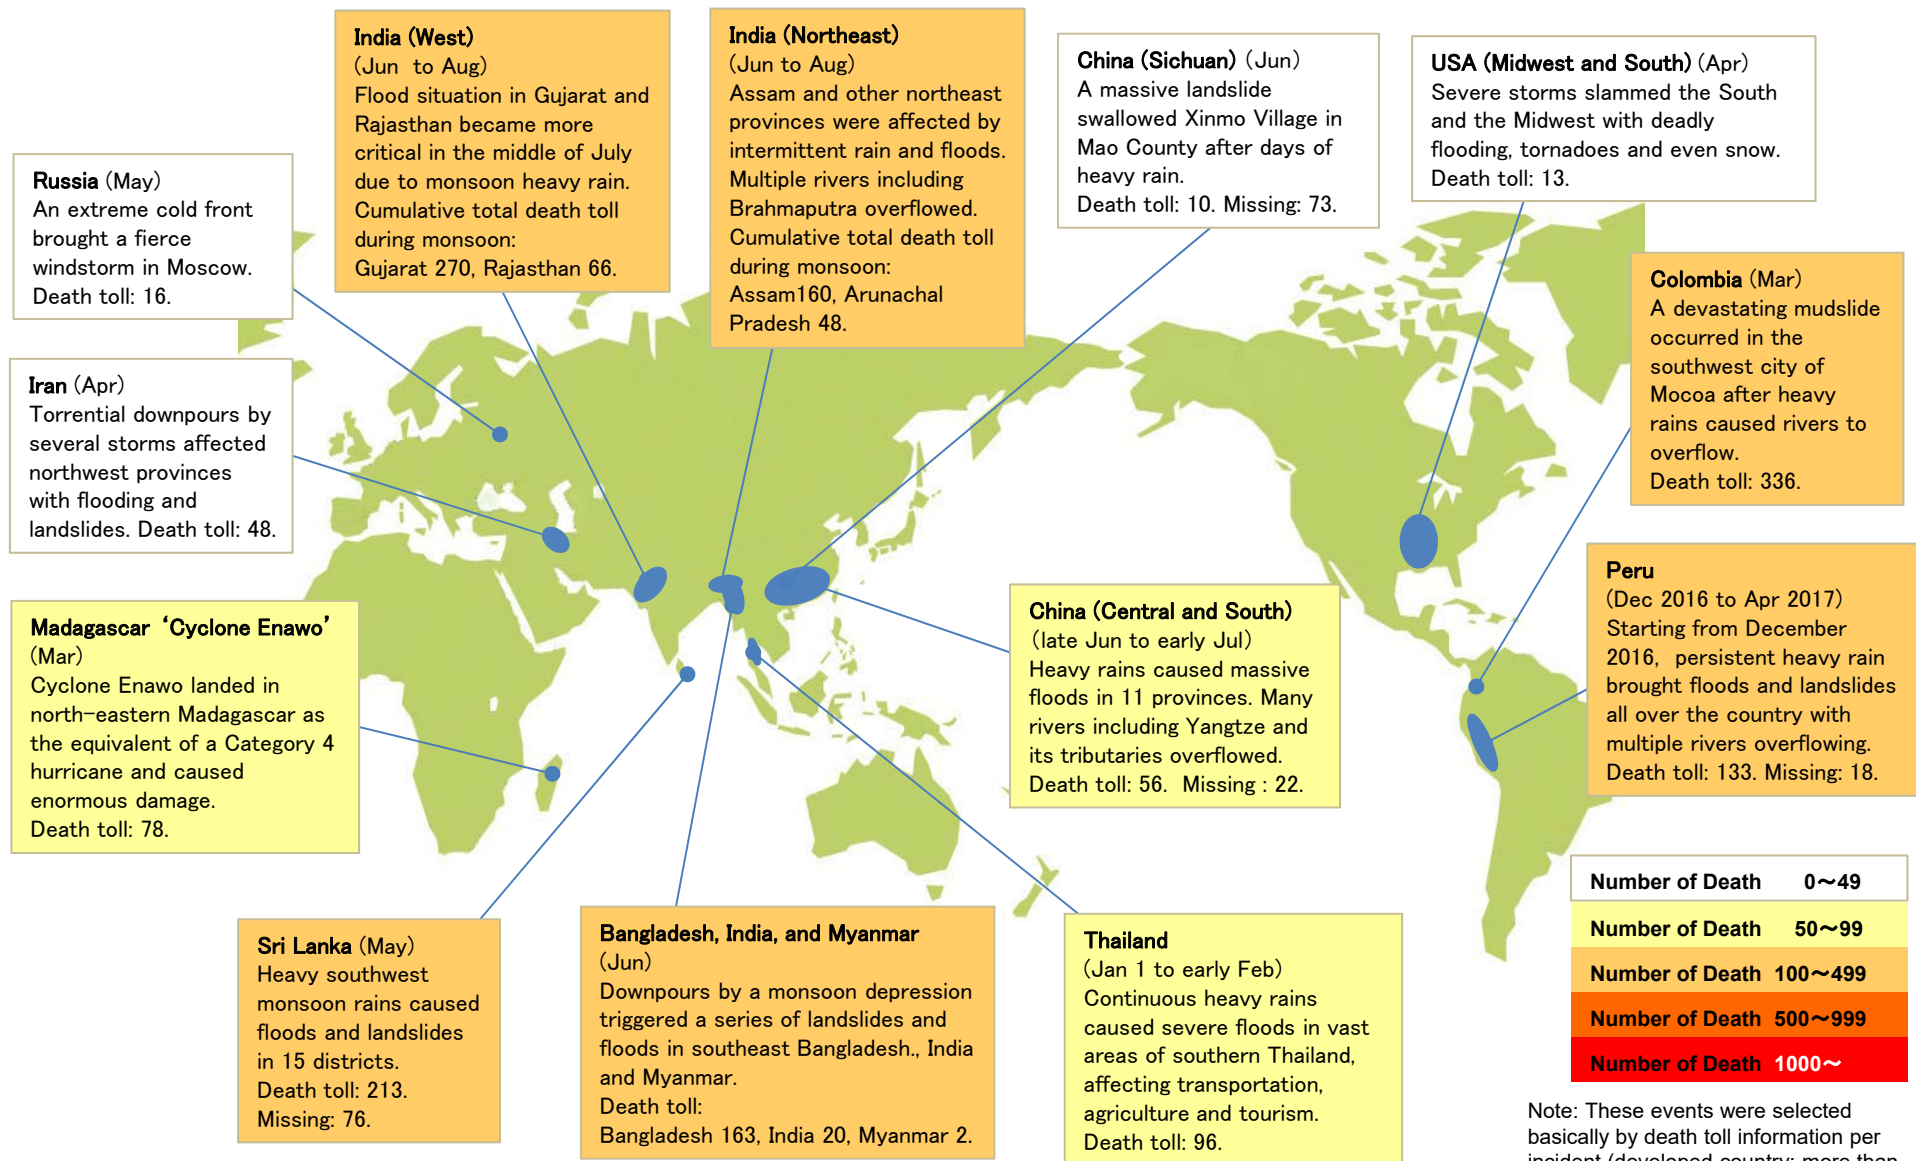 India (West)
(Jun to Aug)
Flood situation in Gujarat and
Rajasthan became more
critical in the middle of July
due to monsoon heavy rain.
Cumulative total death toll
during monsoon:
Gujarat 270, Rajasthan 66.
India (Northeast)
(Jun to Aug)
Assam and other northeast
provinces were affected by
intermittent rain and floods.
Multiple rivers including
Brahmaputra overflowed.
Cumulative total death toll
during monsoon:
Assam160, Arunachal
Pradesh 48.
China (Sichuan) (Jun)
A massive landslide
swallowed Xinmo Village in
Mao County after days of
heavy rain.
Death toll: 10. Missing: 73.
USA (Midwest and South) (Apr)
Severe storms slammed the South
and the Midwest with deadly
flooding, tornadoes and even snow.
Death toll: 13.
Russia (May)
An extreme cold front
brought a fierce
windstorm in Moscow.
Death toll: 16.
Colombia (Mar)
A devastating mudslide
occurred in the
southwest city of
Mocoa after heavy
rains caused rivers to
overflow.
Death toll: 336.
Iran (Apr)
Torrential downpours by
several storms affected
northwest provinces
with flooding and
landslides. Death toll: 48.
Peru
(Dec 2016 to Apr 2017)
Starting from December
2016, persistent heavy rain
brought floods and landslides
all over the country with
multiple rivers overflowing.
Death toll: 133. Missing: 18.
Madagascar ‘Cyclone Enawo’
(Mar)
Cyclone Enawo landed in
north-eastern Madagascar as
the equivalent of a Category 4
hurricane and caused
enormous damage.
Death toll: 78.
China (Central and South)
(late Jun to early Jul)
Heavy rains caused massive
floods in 11 provinces. Many
rivers including Yangtze and
its tributaries overflowed.
Death toll: 56. Missing : 22.
Sri Lanka (May)
Heavy southwest
monsoon rains caused
floods and landslides
in 15 districts.
Death toll: 213.
Missing: 76.
Bangladesh, India, and Myanmar
(Jun)
Downpours by a monsoon depression
triggered a series of landslides and
floods in southeast Bangladesh., India
and Myanmar.
Death toll:
Bangladesh 163, India 20, Myanmar 2.
Thailand
(Jan 1 to early Feb)
Continuous heavy rains
caused severe floods in vast
areas of southern Thailand,
affecting transportation,
agriculture and tourism.
Death toll: 96.
Number of Death 0～49
Number of Death 50～99
Number of Death 100～499
Number of Death 500～999
Number of Death 1000～
Note: These events were selected
basically by death toll information per
incident (developed country: more than